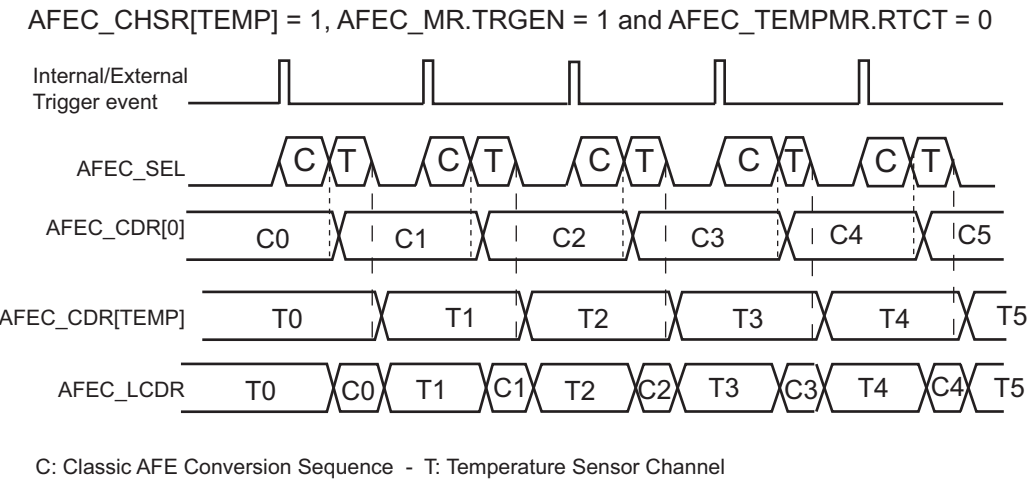 AFEC_CHSR[TEMP] = 1, AFEC_MR.TRGEN = 1 and AFEC_TEMPMR.RTCT = 0
Internal/External
Trigger event
AFEC_SEL C T C T C T C T C T
AFEC_CDR[0] C0 C1 C2 C3 C4 C5
AFEC_CDR[TEMP] T0 T1 T2 T3 T4 T5
AFEC_LCDR T0 C0 T1 C1 T2 C2 T3 C3 T4 C4 T5
C: Classic AFE Conversion Sequence - T: Temperature Sensor Channel